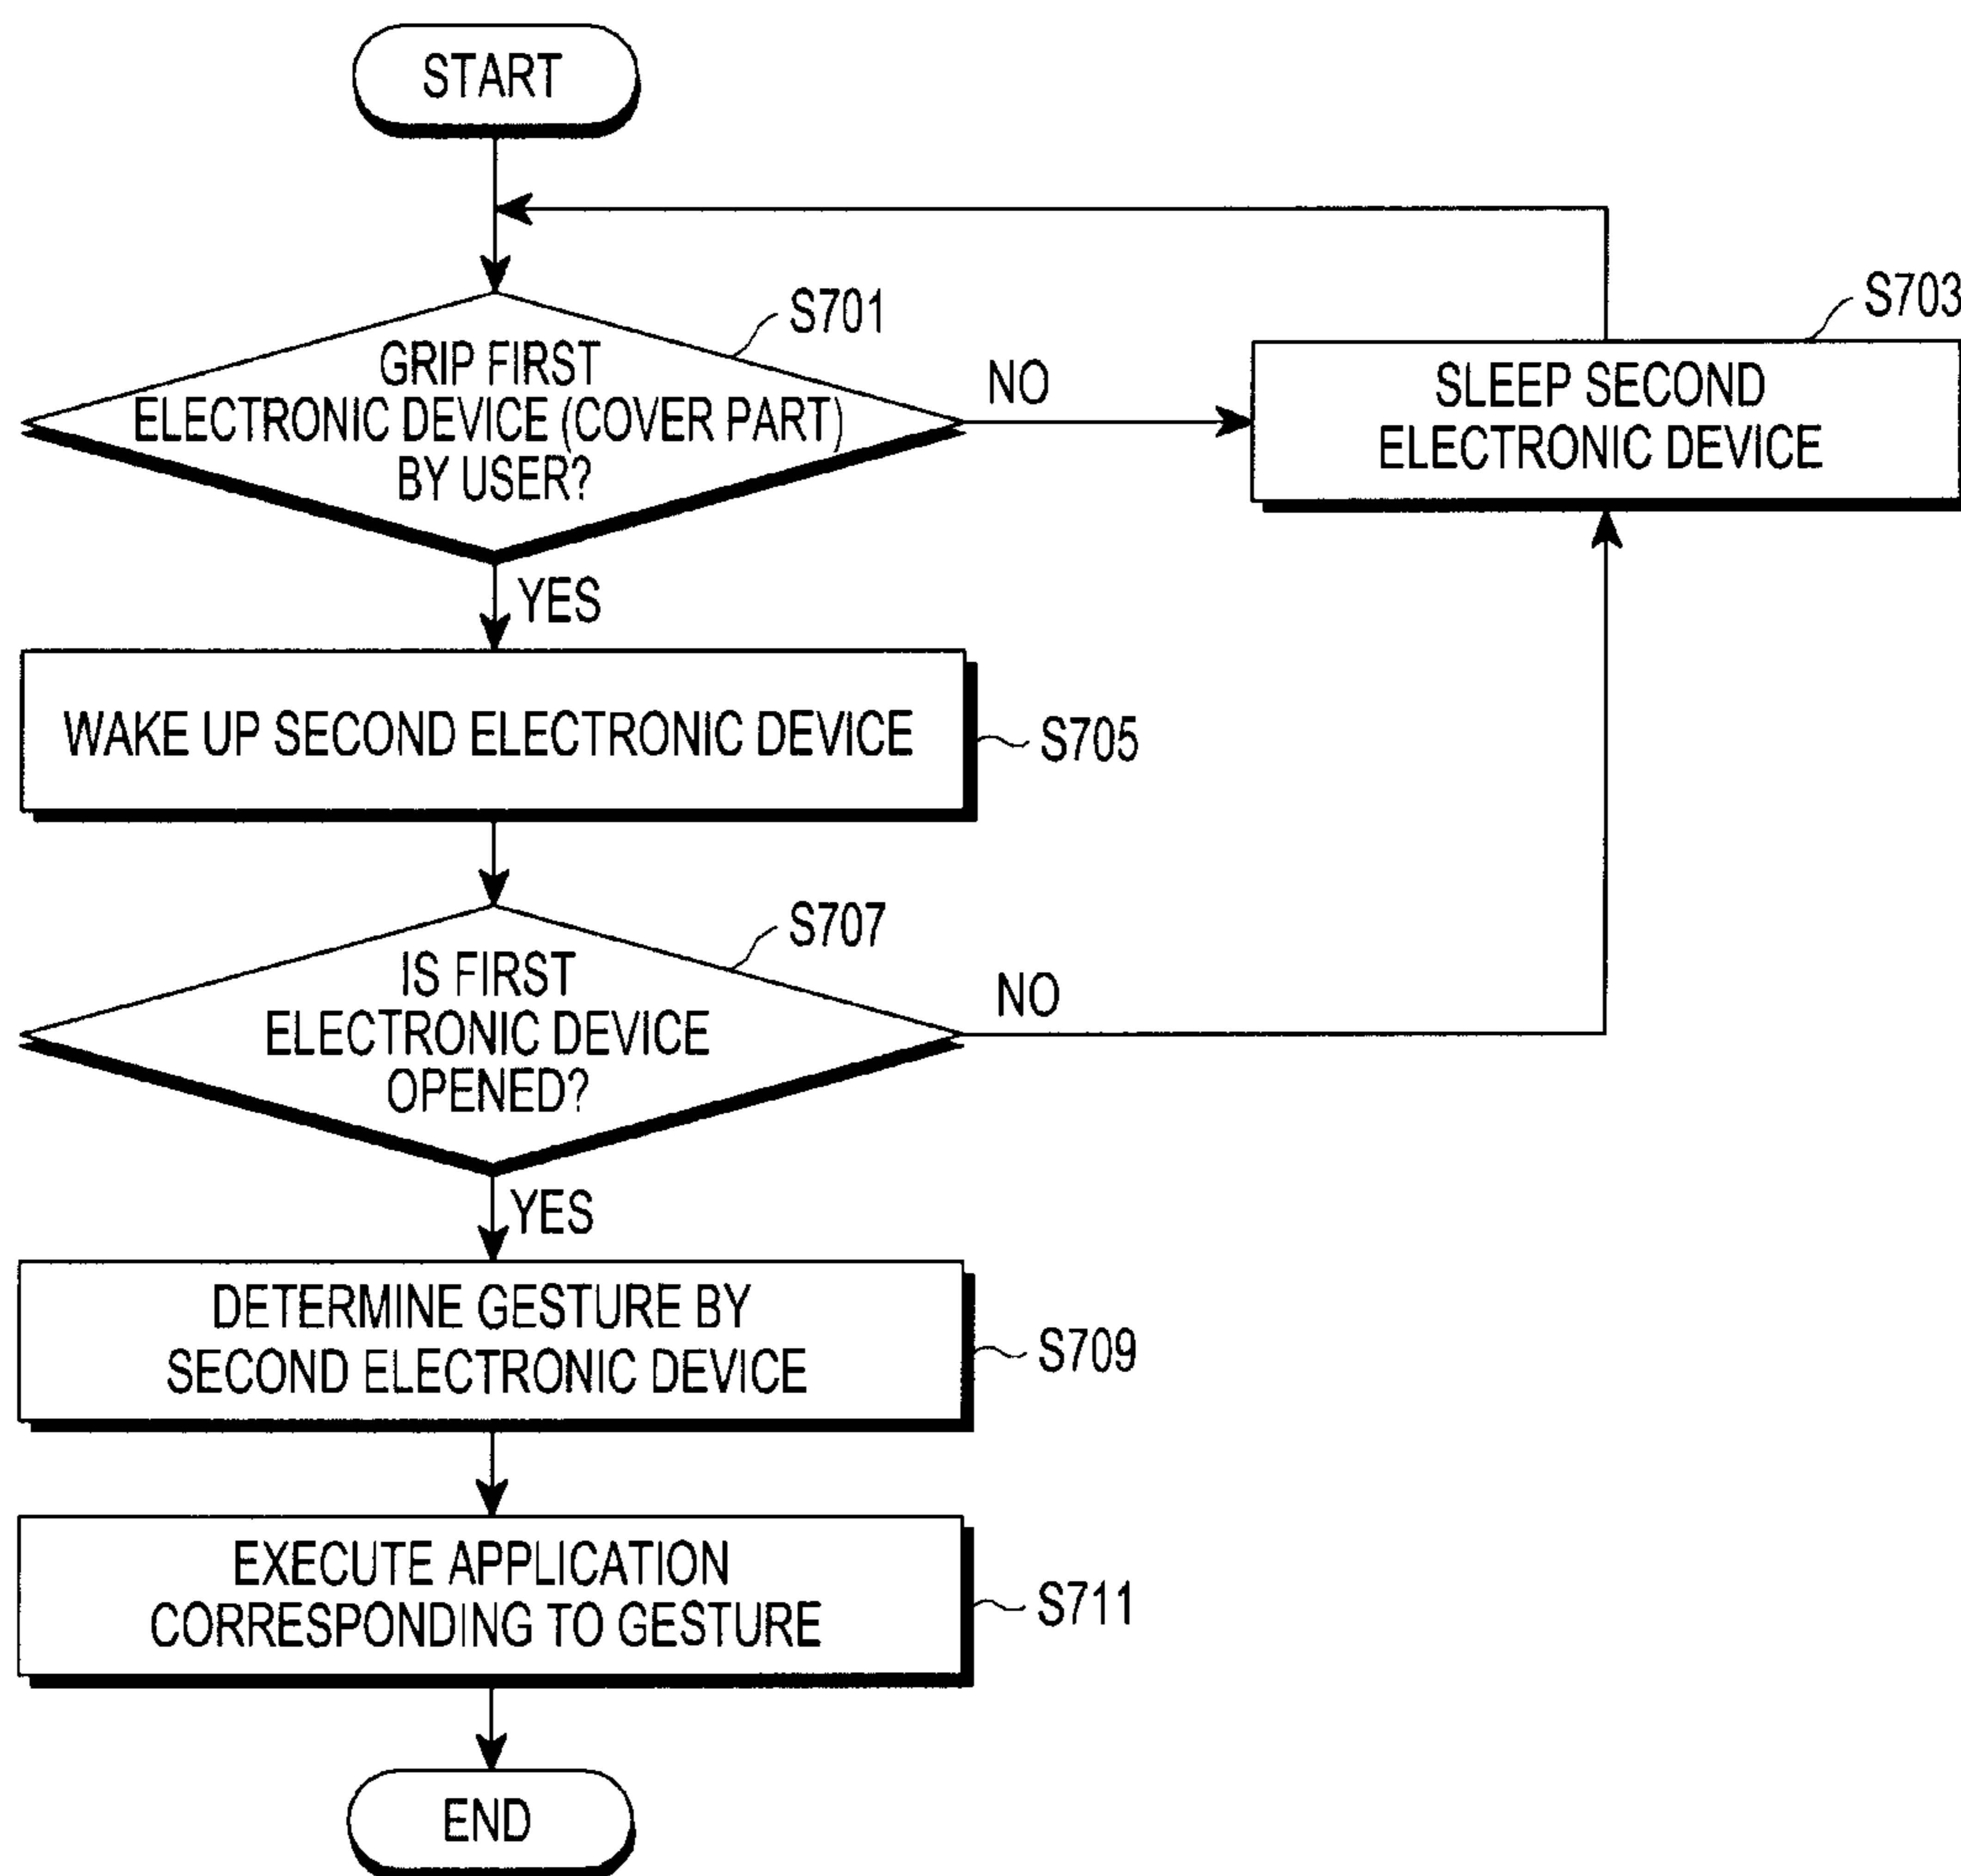 START
S701
GRIP FIRST
ELECTRONIC DEVICE (COVER PART)
BY USER?
NO
S703
SLEEP SECOND
ELECTRONIC DEVICE
YES
WAKE UP SECOND ELECTRONIC DEVICE
S705
S707
IS FIRST
ELECTRONIC DEVICE
OPENED?
NO
YES
DETERMINE GESTURE BY
SECOND ELECTRONIC DEVICE
S709
EXECUTE APPLICATION
CORRESPONDING TO GESTURE
S711
END